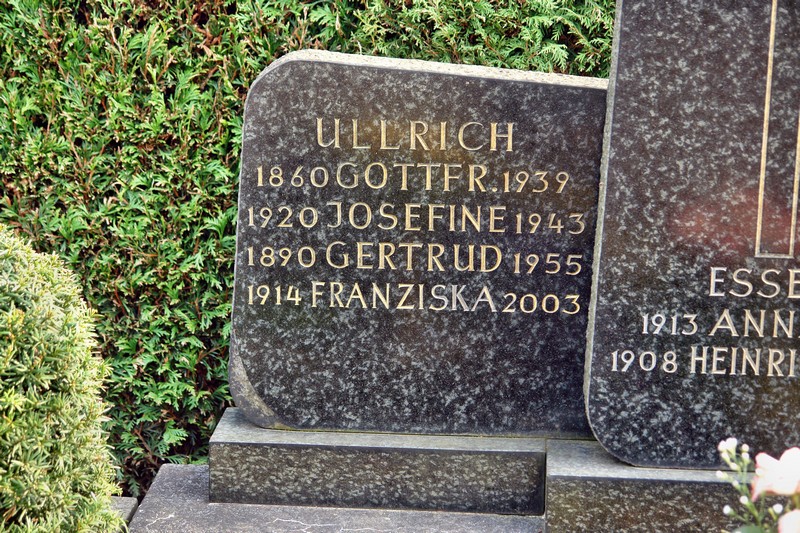 ULLRICH
1860 GOTTFR. 1939
1920 JOSEFINE 1943
1890 GERTRUD 1955
1914 FRANZISKA 2003
ESSE
1913 ANN
1908 HEINRI